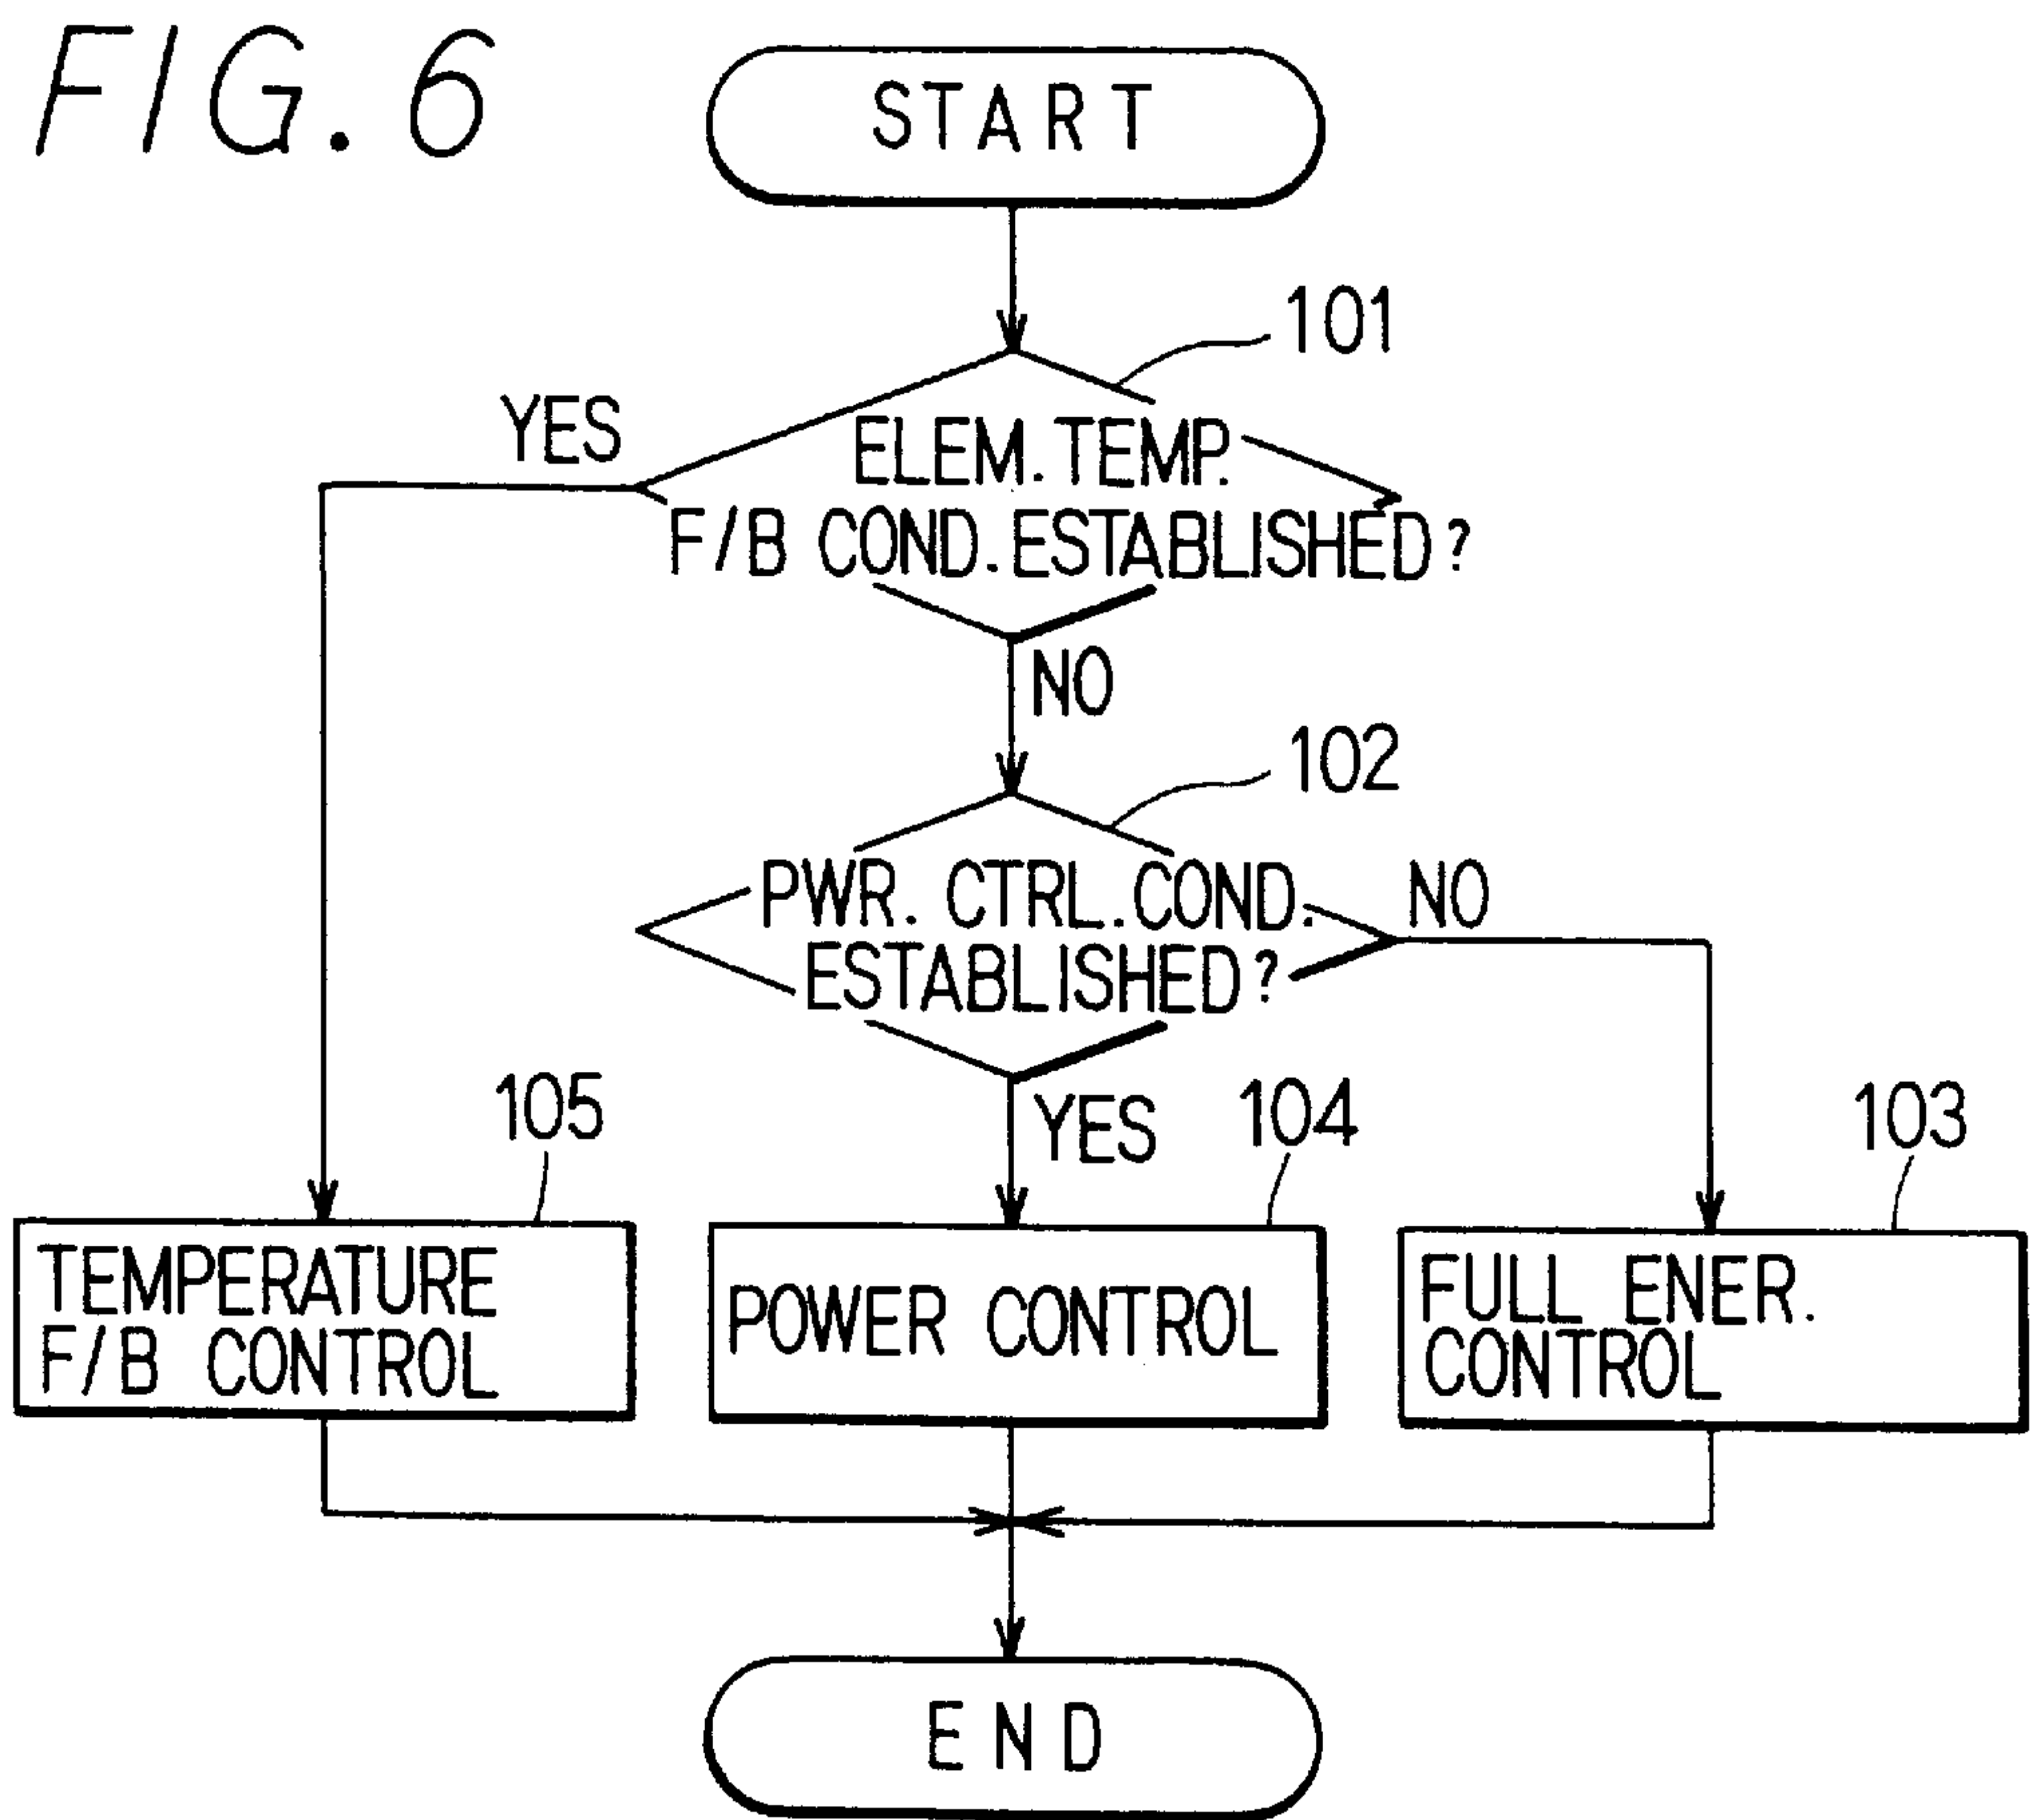 FIG. 6
START
101
YES
ELEM. TEMP.
F/B COND. ESTABLISHED?
NO
102
PWR. CTRL. COND.
ESTABLISHED?
NO
YES
105
104
103
TEMPERATURE
F/B CONTROL
POWER CONTROL
FULL ENER.
CONTROL
END